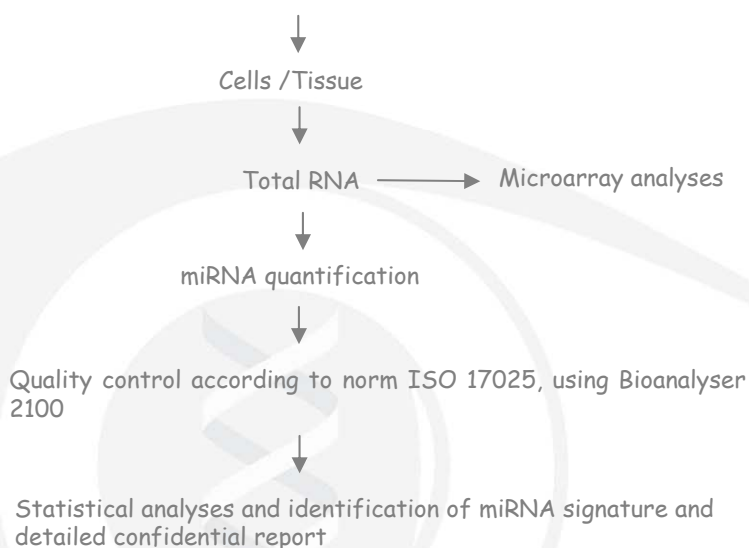 Cells /Tissue
Total RNA
Microarray analyses
miRNA quantification
Quality control according to norm ISO 17025, using Bioanalyser
2100
Statistical analyses and identification of miRNA signature and
detailed confidential report